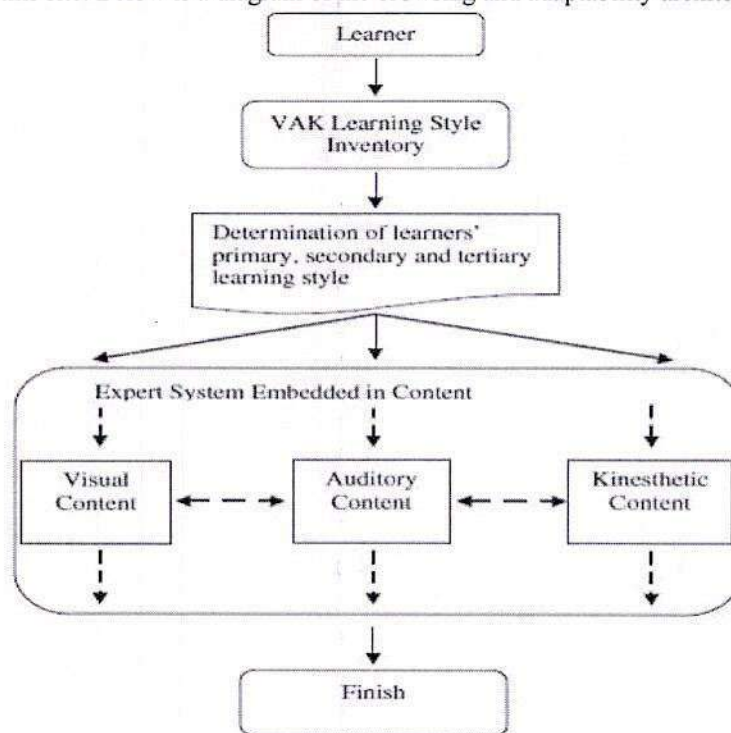 Learner
VAK Learning Style
Inventory
Determination of learners'
primary, secondary and tertiary
learning style
Expert System Embedded in Content
Visual
Content
Auditory
Content
Kinesthetic
Content
Finish